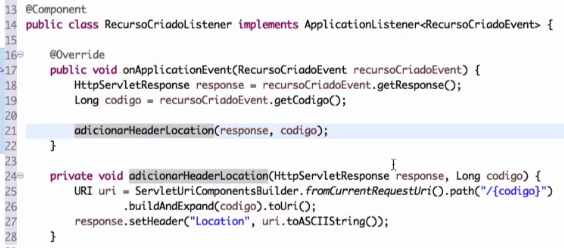 13 @Component
14 public class RecursoCriadoListener implements ApplicationListener<RecursoCriadoEvent> {
15
16 @Override
17 public void onApplicationEvent(RecursoCriadoEvent recursoCriadoEvent) {
18 HttpServletResponse response = recursoCriadoEvent.getResponse();
19 Long codigo = recursoCriadoEvent.getCodigo();
20
21 adicionarHeaderLocation(response, codigo);
22 }
23
24 private void adicionarHeaderLocation(HttpServletResponse response, Long codigo) {
25 URI uri = ServletUriComponentsBuilder.fromCurrentRequestUri().path("/{codigo}")
26 .buildAndExpand(codigo).toUri();
27 response.setHeader("Location", uri.toASCIIString());
28 }